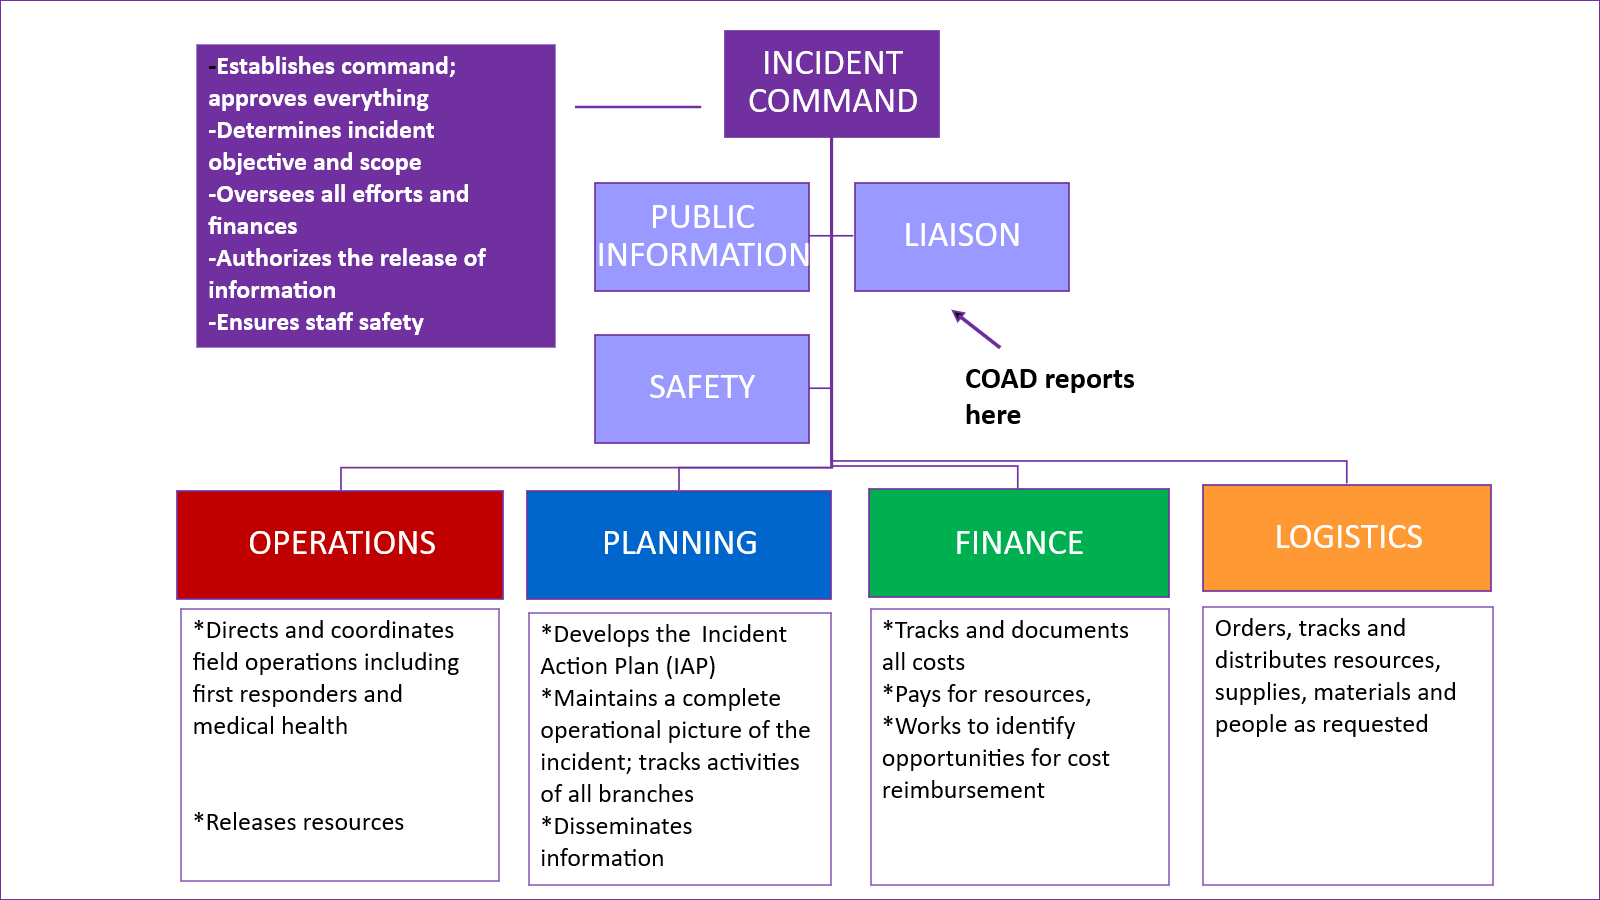 -Establishes command;
approves everything
-Determines incident
objective and scope
-Oversees all efforts and
finances
-Authorizes the release of
information
-Ensures staff safety
INCIDENT
COMMAND
PUBLIC
INFORMATION
LIAISON
SAFETY
COAD reports
here
OPERATIONS
*Directs and coordinates
field operations including
first responders and
medical health
*Releases resources
PLANNING
*Develops the Incident
Action Plan (IAP)
*Maintains a complete
operational picture of the
incident; tracks activities
of all branches
*Disseminates
information
FINANCE
*Tracks and documents
all costs
*Pays for resources,
*Works to identify
opportunities for cost
reimbursement
LOGISTICS
Orders, tracks and
distributes resources,
supplies, materials and
people as requested